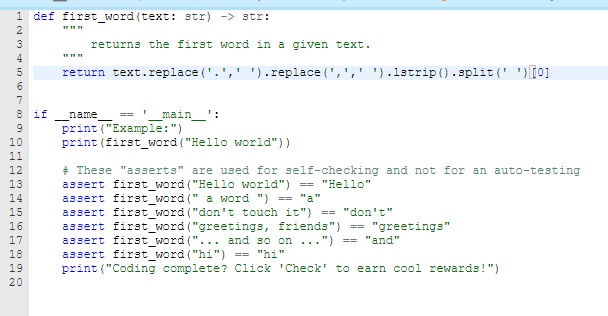 1 def first_word(text: str) -> str:
2 """
3 returns the first word in a given text.
4 """
5 return text.replace('.',' ').replace(',',' ').lstrip().split(' ')[0]
6
7
8 if __name__ == '__main__':
9 print("Example:")
10 print(first_word("Hello world"))
11
12 # These "asserts" are used for self-checking and not for an auto-testing
13 assert first_word("Hello world") == "Hello"
14 assert first_word(" a word ") == "a"
15 assert first_word("don't touch it") == "don't"
16 assert first_word("greetings, friends") == "greetings"
17 assert first_word("... and so on ...") == "and"
18 assert first_word("hi") == "hi"
19 print("Coding complete? Click 'Check' to earn cool rewards!")
20